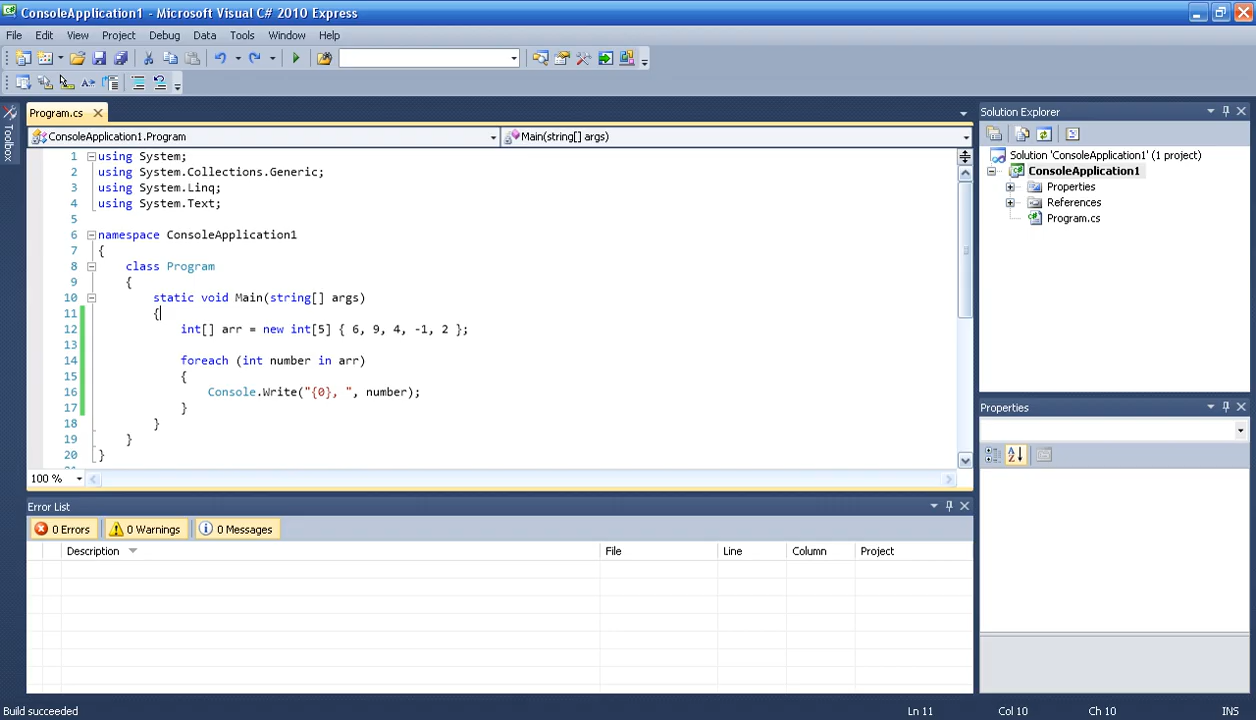 ConsoleApplication1 - Microsoft Visual C# 2010 Express
File Edit View Project Debug Data Tools Window Help
Toolbox
Program.cs
ConsoleApplication1.Program
Main(string[] args)
1 using System;
2 using System.Collections.Generic;
3 using System.Linq;
4 using System.Text;
5
6 namespace ConsoleApplication1
7 {
8 class Program
9 {
10 static void Main(string[] args)
11 {
12 int[] arr = new int[5] { 6, 9, 4, -1, 2 };
13
14 foreach (int number in arr)
15 {
16 Console.Write("{0}, ", number);
17 }
18 }
19 }
20 }
100 %
Solution Explorer
Solution 'ConsoleApplication1' (1 project)
ConsoleApplication1
Properties
References
Program.cs
Properties
Error List
0 Errors 0 Warnings 0 Messages
Description File Line Column Project
Build succeeded Ln 11 Col 10 Ch 10 INS